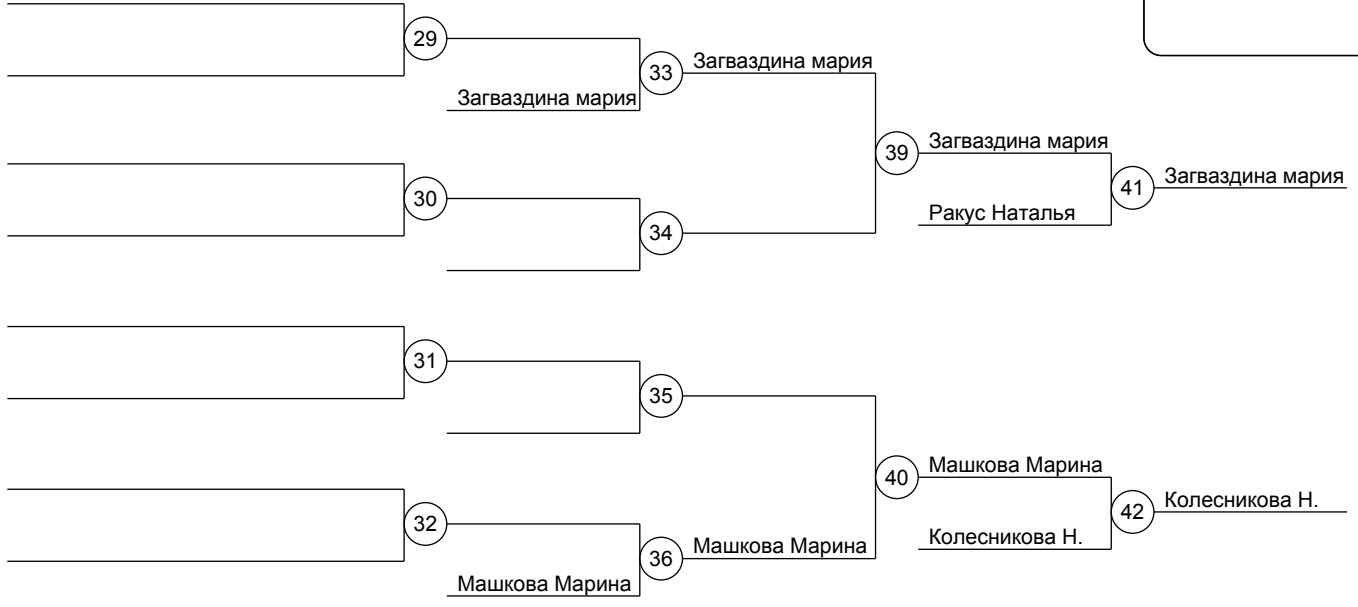 29
33
Загваздина мария
Загваздина мария
39
Загваздина мария
41
Загваздина мария
30
34
Ракус Наталья
31
35
40
Машкова Марина
42
Колесникова Н.
32
36
Машкова Марина
Колесникова Н.
Машкова Марина